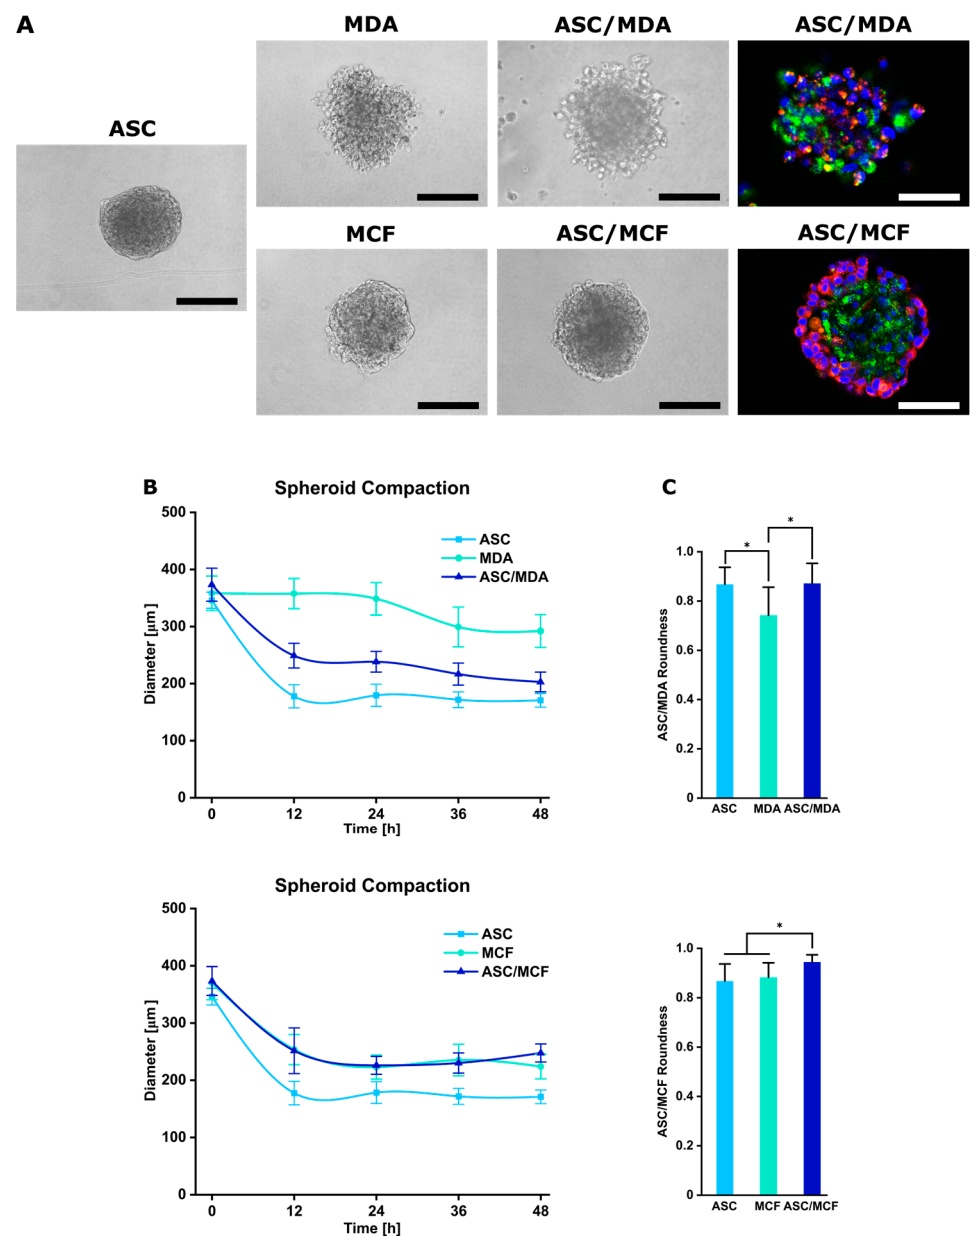 A
MDA
ASC/MDA
ASC/MDA
ASC
MCF
ASC/MCF
ASC/MCF
B
Spheroid Compaction
500
400
300
200
100
0
Diameter [µm]
ASC
MDA
ASC/MDA
0 12 24 36 48
Time [h]
C
* *
1.0
0.8
0.6
0.4
0.2
0
ASC/MDA Roundness
ASC MDA ASC/MDA
Spheroid Compaction
500
400
300
200
100
0
Diameter [µm]
ASC
MCF
ASC/MCF
0 12 24 36 48
Time [h]
*
1.0
0.8
0.6
0.4
0.2
0
ASC/MCF Roundness
ASC MCF ASC/MCF